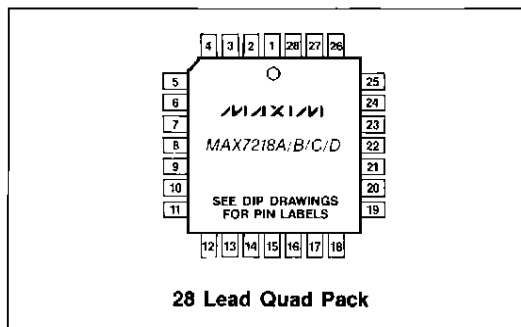 4 3 2 1 28 27 26
5 25
6 24
MAXIM
7 23
8 MAX7218A/B/C/D 22
9 21
10 SEE DIP DRAWINGS 20
11 FOR PIN LABELS 19
12 13 14 15 16 17 18
28 Lead Quad Pack